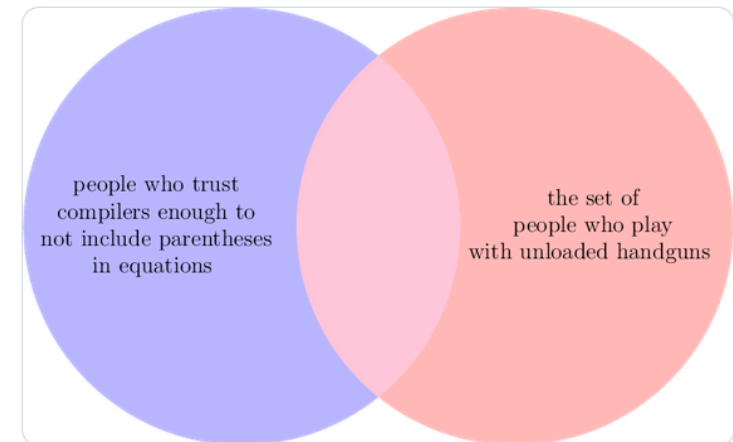 people who trust
compilers enough to
not include parentheses
in equations
the set of
people who play
with unloaded handguns